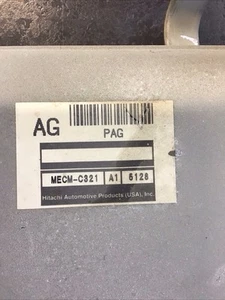 AG
PAG
MECM-C321 A1 5128
Hitachi Automotive Products (USA), Inc.